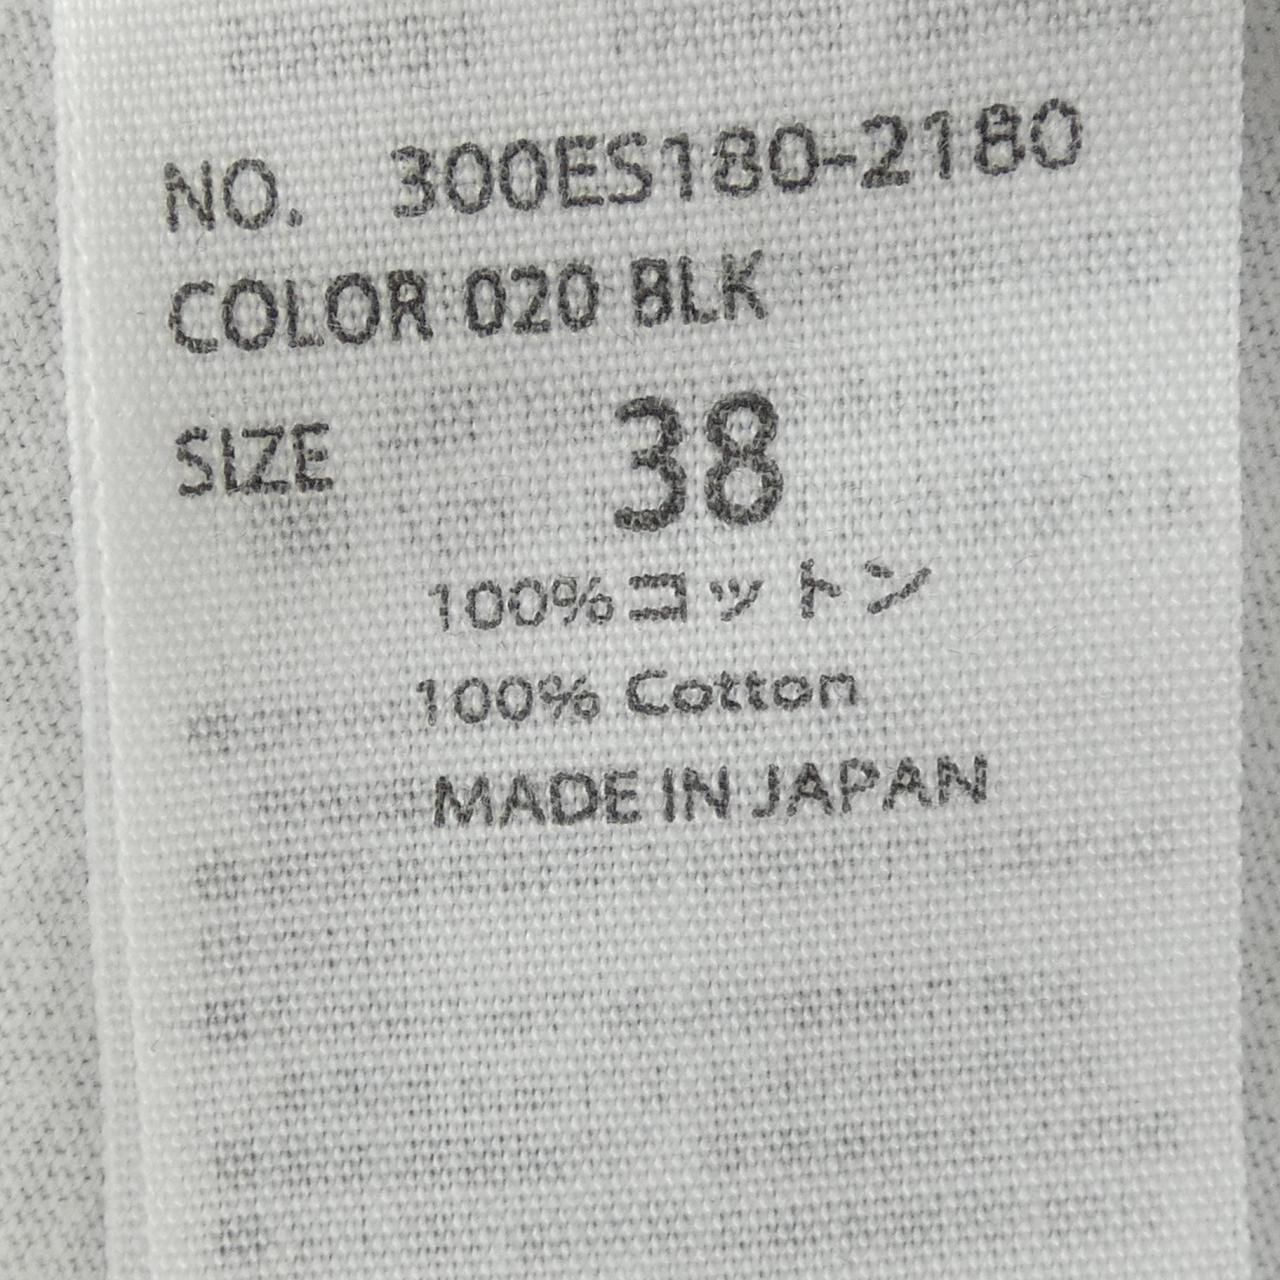 NO. 300ES180-2180
COLOR 020 BLK
SIZE 38
100%コットン
100% Cotton
MADE IN JAPAN